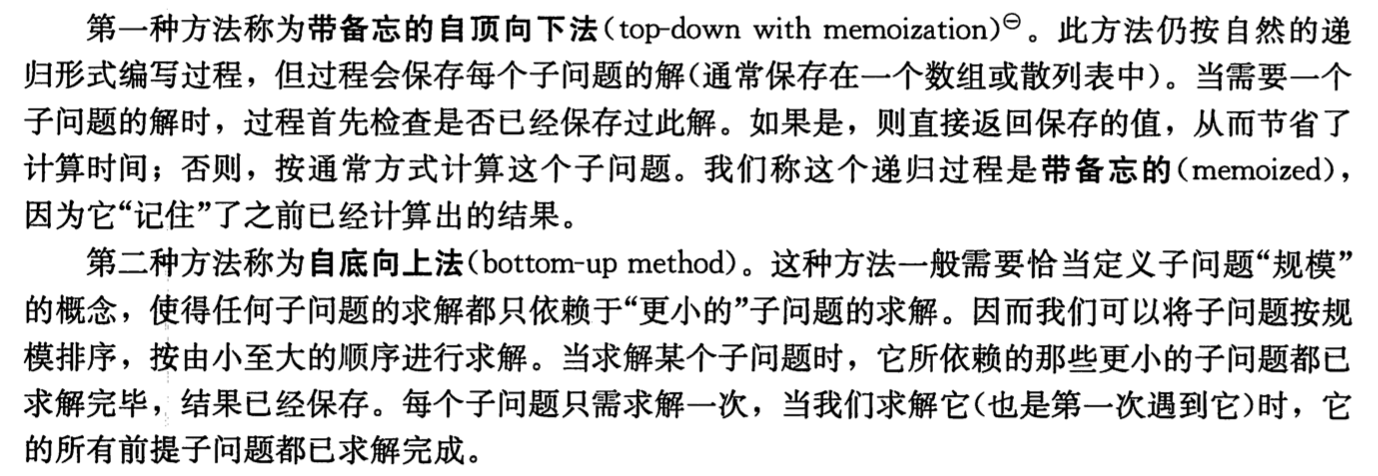 第一种方法称为带备忘的自顶向下法(top-down with memoization)⊖。此方法仍按自然的递
归形式编写过程，但过程会保存每个子问题的解(通常保存在一个数组或散列表中)。当需要一个
子问题的解时，过程首先检查是否已经保存过此解。如果是，则直接返回保存的值，从而节省了
计算时间；否则，按通常方式计算这个子问题。我们称这个递归过程是带备忘的(memoized)，
因为它“记住”了之前已经计算出的结果。
第二种方法称为自底向上法(bottom-up method)。这种方法一般需要恰当定义子问题“规模”
的概念，使得任何子问题的求解都只依赖于“更小的”子问题的求解。因而我们可以将子问题按规
模排序，按由小至大的顺序进行求解。当求解某个子问题时，它所依赖的那些更小的子问题都已
求解完毕，结果已经保存。每个子问题只需求解一次，当我们求解它(也是第一次遇到它)时，它
的所有前提子问题都已求解完成。